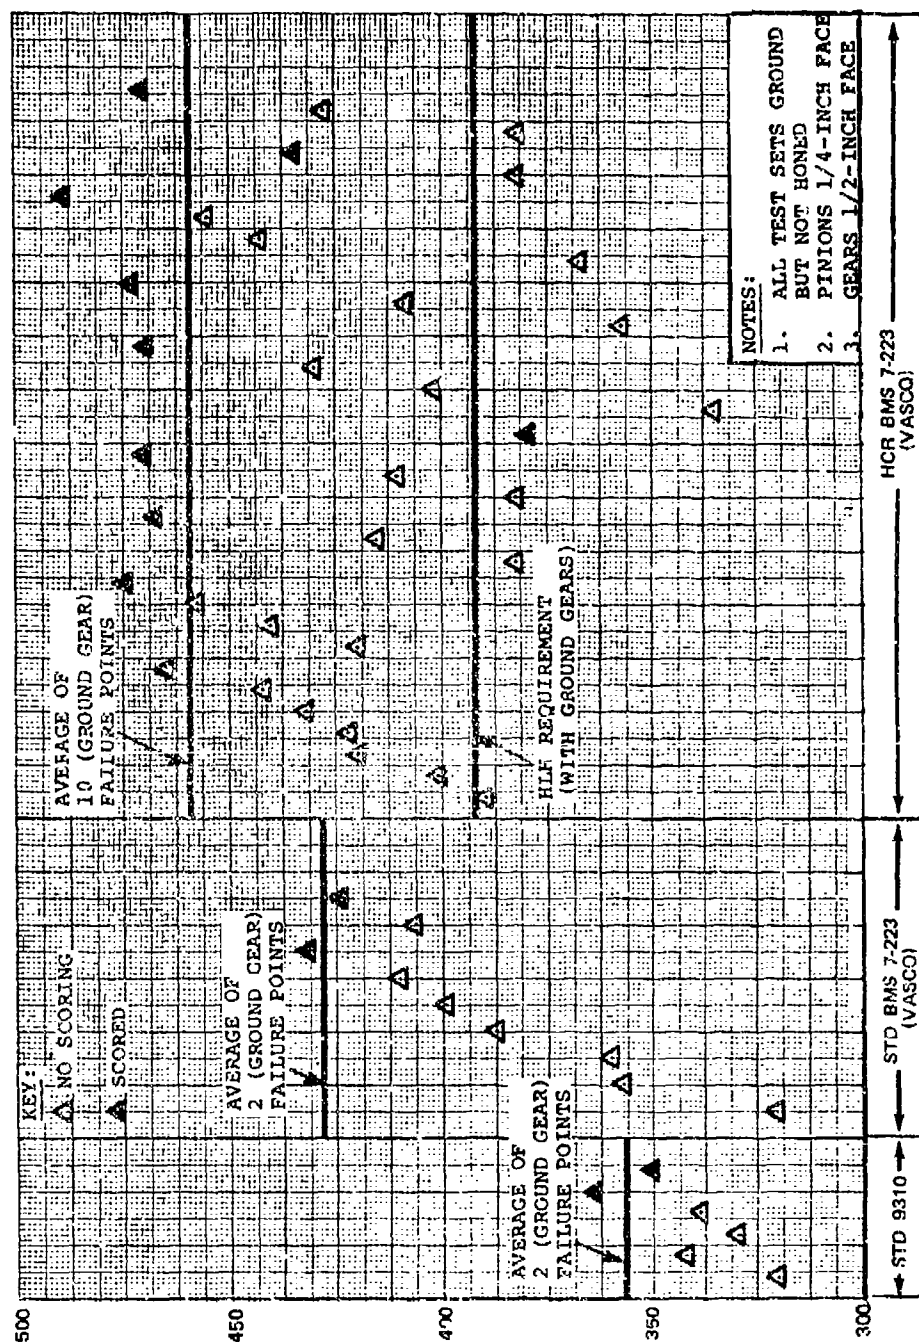 500
450
400
350
300
KEY:
NO SCORING
SCORED
AVERAGE OF
2 (GROUND GEAR)
FAILURE POINTS
AVERAGE OF
2 (GROUND GEAR)
FAILURE POINTS
AVERAGE OF
10 (GROUND GEAR)
FAILURE POINTS
HLF REQUIREMENT
(WITH GROUND GEARS)
NOTES:
1. ALL TEST SETS GROUND
BUT NOT HONED
2. PINIONS 1/4-INCH FACE
3. GEARS 1/2-INCH FACE
STD 9310
STD BMS 7-223
(VASCO)
HCR BMS 7-223
(VASCO)